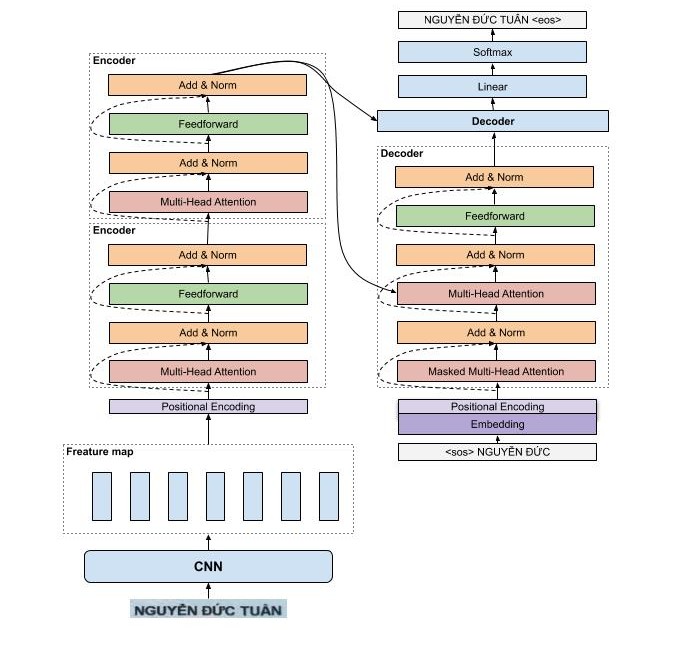 NGUYỄN ĐỨC TUÂN <eos>
Softmax
Linear
Decoder
Encoder
Add & Norm
Feedforward
Add & Norm
Multi-Head Attention
Encoder
Add & Norm
Feedforward
Add & Norm
Multi-Head Attention
Positional Encoding
Freature map
CNN
NGUYỄN ĐỨC TUÂN
Decoder
Add & Norm
Feedforward
Add & Norm
Multi-Head Attention
Add & Norm
Masked Multi-Head Attention
Positional Encoding
Embedding
<sos> NGUYỄN ĐỨC